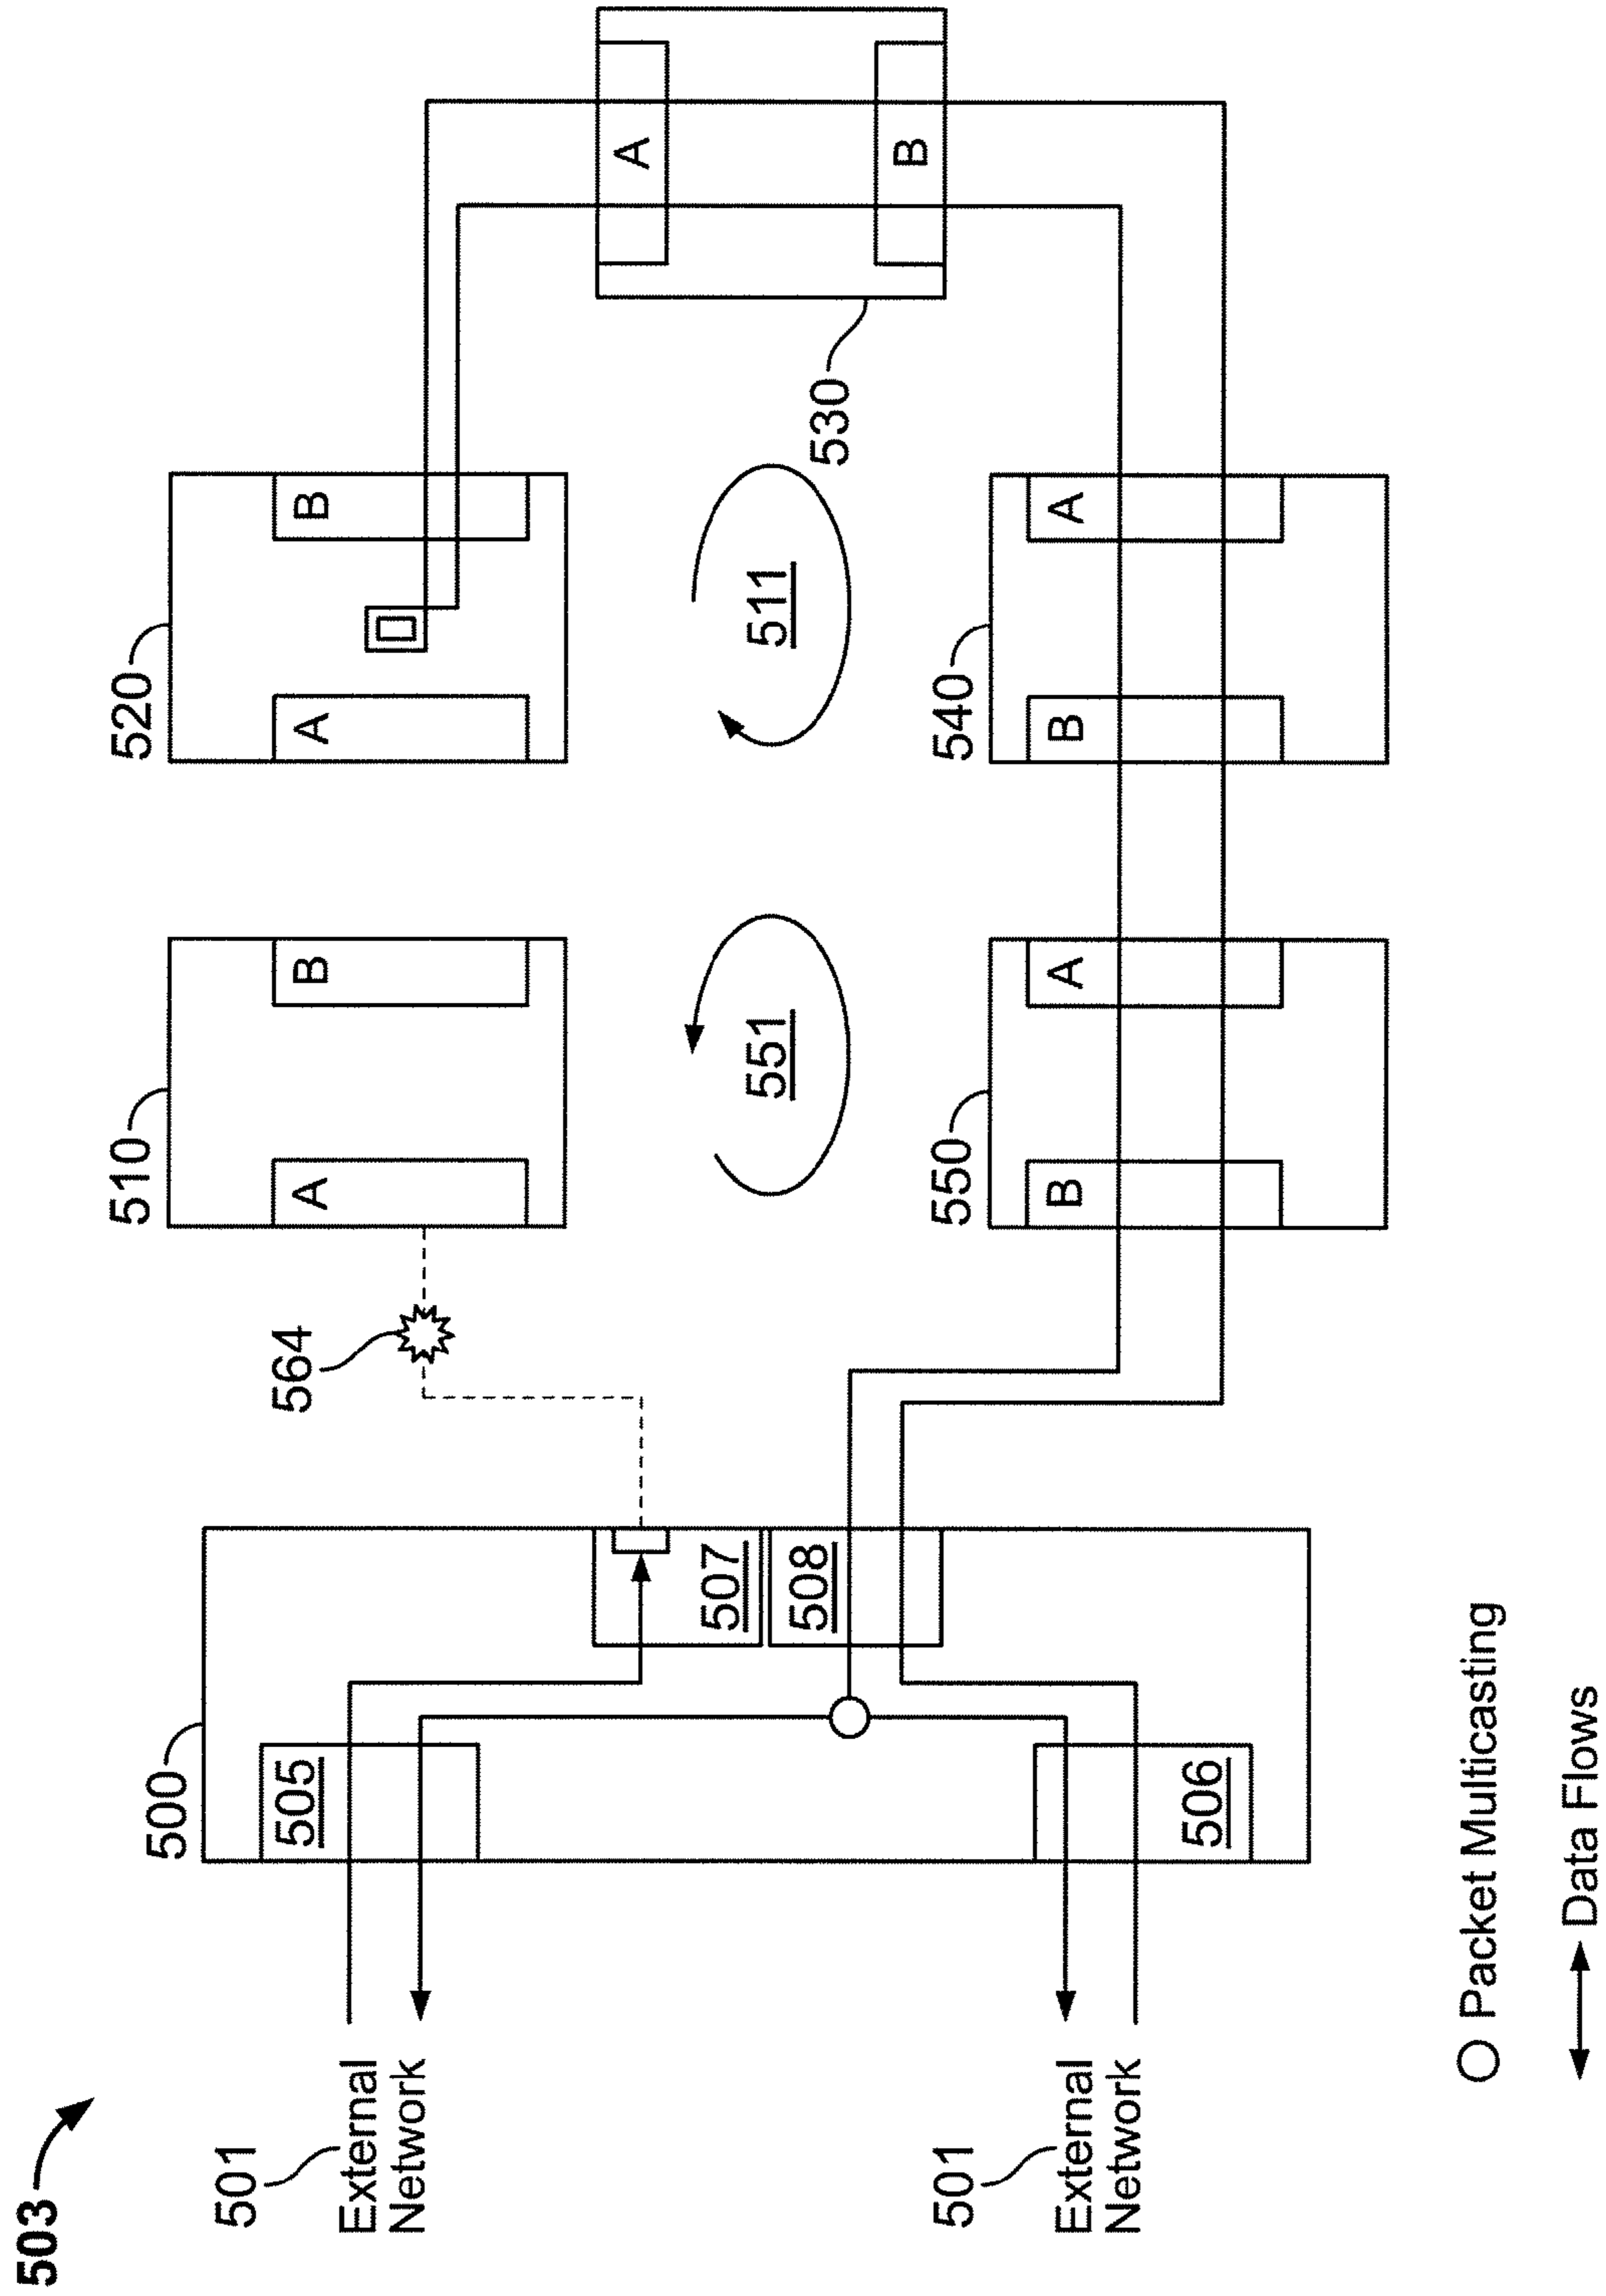 503
501
External
Network
501
External
Network
500
505
506
507
508
564
510
A
B
520
A
B
551
511
530
A
B
550
B
A
540
B
A
Packet Multicasting
Data Flows